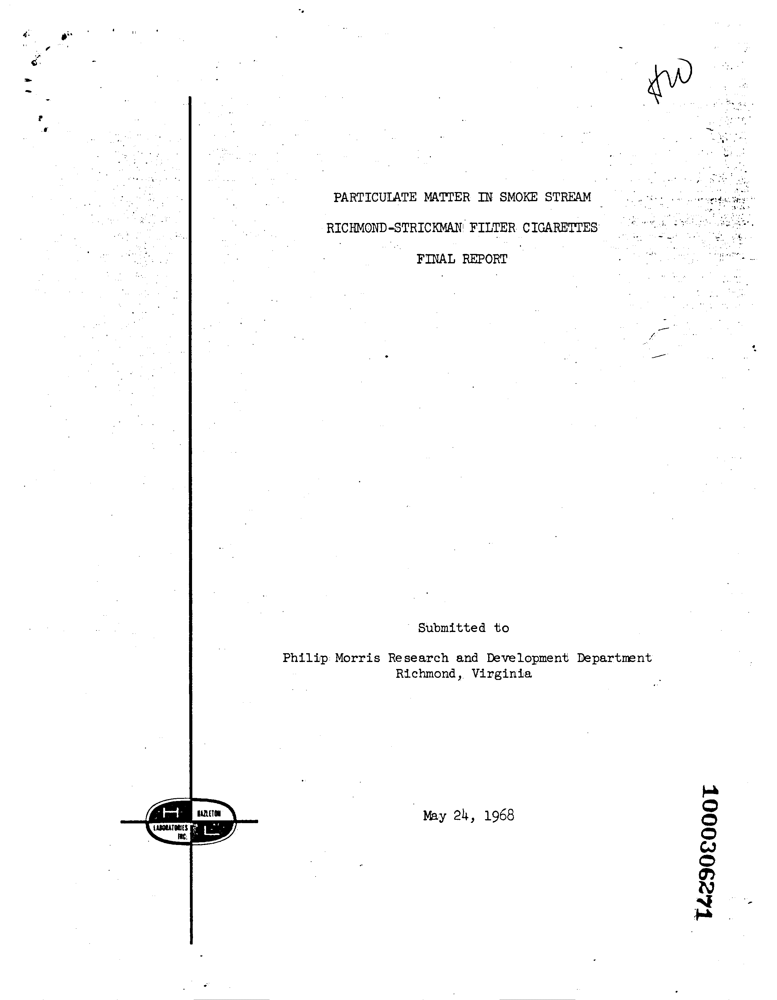 HW
PARTICULATE MATTER IN SMOKE STREAM
RICHMOND-STRICKMAN FILTER CIGARETTES
FINAL REPORT
Submitted to
Philip Morris Research and Development Department
Richmond, Virginia
May 24, 1968
H HAZLETON
LABORATORIES L
INC.
1000306271